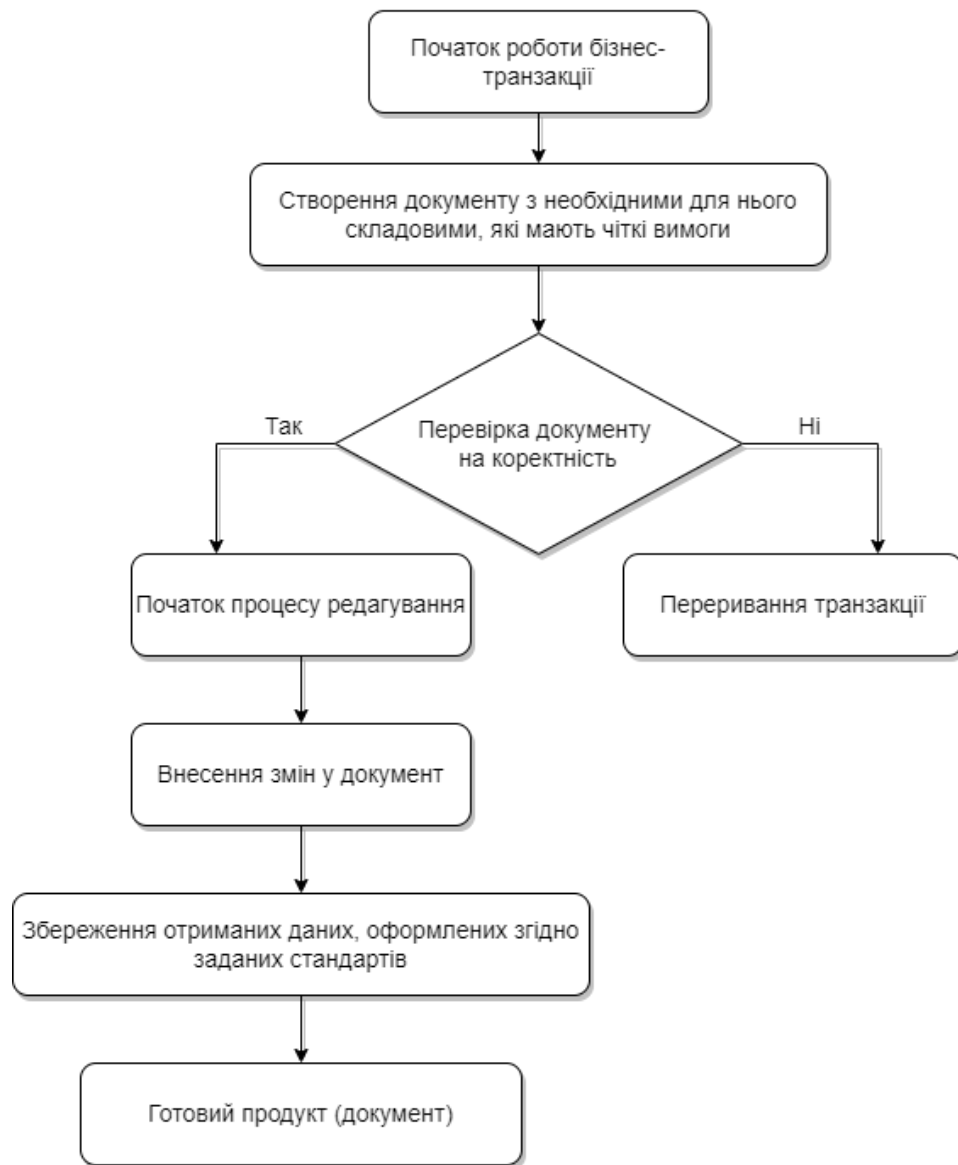 Початок роботи бізнес-
транзакції
Створення документу з необхідними для нього
складовими, які мають чіткі вимоги
Так
Перевірка документу
на коректність
Ні
Початок процесу редагування
Переривання транзакції
Внесення змін у документ
Збереження отриманих даних, оформлених згідно
заданих стандартів
Готовий продукт (документ)